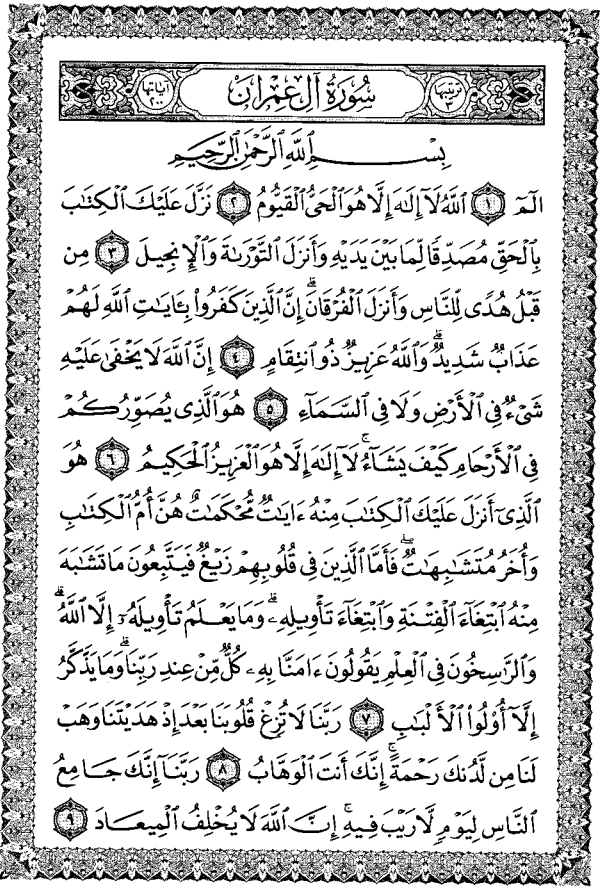 ترتيبها ٣ سُورَةُ آلِ عِمْرَانَ آياتها ٢٠٠
بِسْمِ ٱللَّهِ ٱلرَّحْمَٰنِ ٱلرَّحِيمِ
الٓمٓ ١ ٱللَّهُ لَآ إِلَٰهَ إِلَّا هُوَ ٱلْحَىُّ ٱلْقَيُّومُ ٢ نَزَّلَ عَلَيْكَ ٱلْكِتَٰبَ
بِٱلْحَقِّ مُصَدِّقًا لِّمَا بَيْنَ يَدَيْهِ وَأَنزَلَ ٱلتَّوْرَىٰةَ وَٱلْإِنجِيلَ ٣ مِن
قَبْلُ هُدًى لِّلنَّاسِ وَأَنزَلَ ٱلْفُرْقَانَ ۗ إِنَّ ٱلَّذِينَ كَفَرُوا۟ بِـَٔايَٰتِ ٱللَّهِ لَهُمْ
عَذَابٌ شَدِيدٌ ۗ وَٱللَّهُ عَزِيزٌ ذُو ٱنتِقَامٍ ٤ إِنَّ ٱللَّهَ لَا يَخْفَىٰ عَلَيْهِ
شَىْءٌ فِى ٱلْأَرْضِ وَلَا فِى ٱلسَّمَآءِ ٥ هُوَ ٱلَّذِى يُصَوِّرُكُمْ
فِى ٱلْأَرْحَامِ كَيْفَ يَشَآءُ ۚ لَآ إِلَٰهَ إِلَّا هُوَ ٱلْعَزِيزُ ٱلْحَكِيمُ ٦ هُوَ
ٱلَّذِىٓ أَنزَلَ عَلَيْكَ ٱلْكِتَٰبَ مِنْهُ ءَايَٰتٌ مُّحْكَمَٰتٌ هُنَّ أُمُّ ٱلْكِتَٰبِ
وَأُخَرُ مُتَشَٰبِهَٰتٌ ۖ فَأَمَّا ٱلَّذِينَ فِى قُلُوبِهِمْ زَيْغٌ فَيَتَّبِعُونَ مَا تَشَٰبَهَ
مِنْهُ ٱبْتِغَآءَ ٱلْفِتْنَةِ وَٱبْتِغَآءَ تَأْوِيلِهِۦ ۗ وَمَا يَعْلَمُ تَأْوِيلَهُۥٓ إِلَّا ٱللَّهُ ۗ
وَٱلرَّٰسِخُونَ فِى ٱلْعِلْمِ يَقُولُونَ ءَامَنَّا بِهِۦ كُلٌّ مِّنْ عِندِ رَبِّنَا ۗ وَمَا يَذَّكَّرُ
إِلَّآ أُو۟لُوا۟ ٱلْأَلْبَٰبِ ٧ رَبَّنَا لَا تُزِغْ قُلُوبَنَا بَعْدَ إِذْ هَدَيْتَنَا وَهَبْ
لَنَا مِن لَّدُنكَ رَحْمَةً ۚ إِنَّكَ أَنتَ ٱلْوَهَّابُ ٨ رَبَّنَآ إِنَّكَ جَامِعُ
ٱلنَّاسِ لِيَوْمٍ لَّا رَيْبَ فِيهِ ۚ إِنَّ ٱللَّهَ لَا يُخْلِفُ ٱلْمِيعَادَ ٩